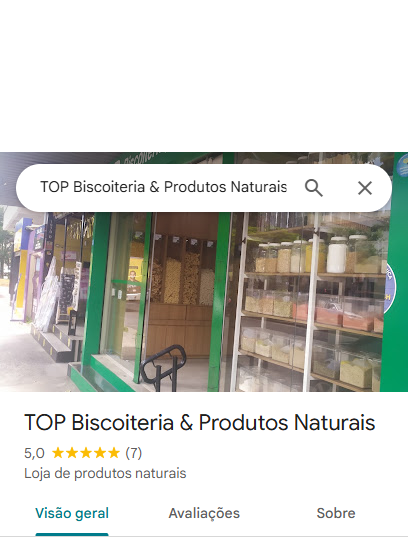 Biscoiteria
TOP Biscoiteria & Produtos Naturais
TOP Biscoiteria & Produtos Naturais
5,0 (7)
Loja de produtos naturais
Visão geral Avaliações Sobre